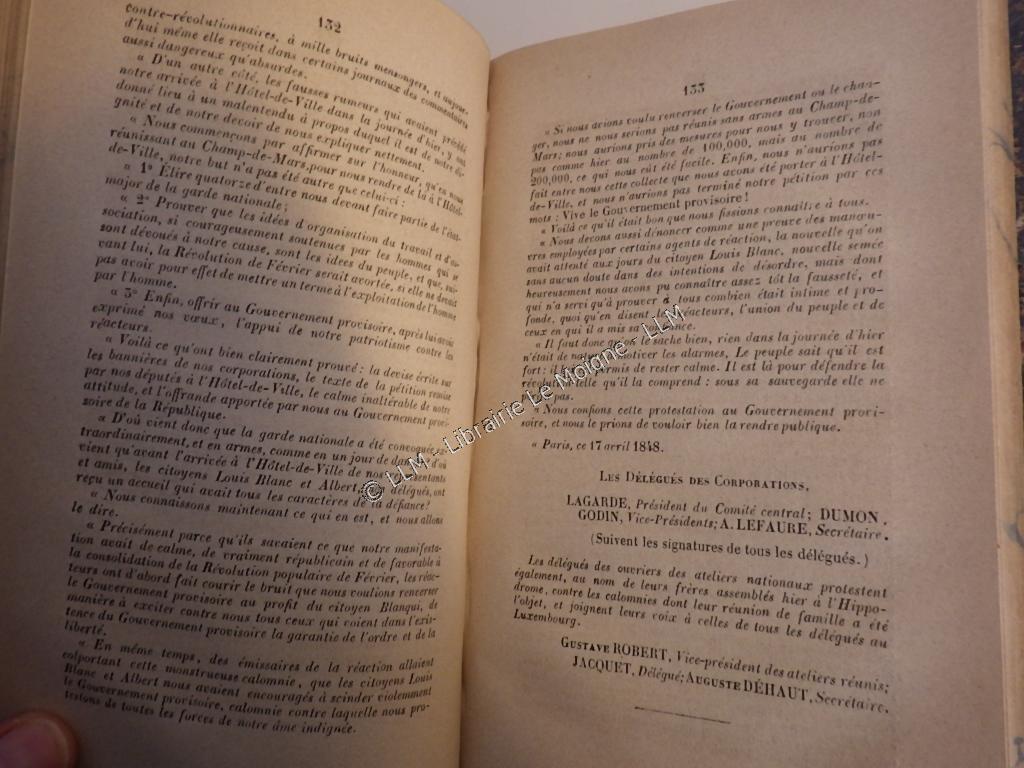 132
contre-révolutionnaires, à mille bruits mensongers, et aujour-
d'hui même elle reçoit dans certains journaux des commentaires
aussi dangereux qu'absurdes.
« D'un autre côté, les fausses rumeurs qui avaient précédé
notre arrivée à l'Hôtel-de-Ville dans la journée d'hier, y ont
donné lieu à un malentendu à propos duquel il est de notre di-
gnité et de notre devoir de nous expliquer nettement.
« Nous commençons par affirmer sur l'honneur, qu'en nous
réunissant au Champ-de-Mars, pour nous rendre de là à l'Hôtel-
de-Ville, notre but n'a pas été autre que celui-ci :
« 1° Élire quatorze d'entre nous devant faire partie de l'état-
major de la garde nationale ;
« 2° Prouver que les idées d'organisation du travail et d'as-
sociation, si courageusement soutenues par les hommes qui se
sont dévoués à notre cause, sont les idées du peuple, et que, sui-
vant lui, la Révolution de Février serait avortée, si elle ne devait
pas avoir pour effet de mettre un terme à l'exploitation de l'homme
par l'homme.
« 3° Enfin, offrir au Gouvernement provisoire, après lui avoir
exprimé nos vœux, l'appui de notre patriotisme contre les
réacteurs.
« Voilà ce qu'ont bien clairement prouvé : la devise écrite sur
les bannières de nos corporations, le texte de la pétition remise
par nos députés à l'Hôtel-de-Ville, le calme inaltérable de notre
attitude, et l'offrande apportée par nous au Gouvernement provi-
soire de la République.
« D'où vient donc que la garde nationale a été convoquée ex-
traordinairement, et en armes, comme en un jour de danger? d'où
vient qu'avant l'arrivée à l'Hôtel-de-Ville de nos
et amis, les citoyens Louis Blanc et Albert, délégués, ont
reçu un accueil qui avait tous les caractères de la défiance?
« Nous connaissons maintenant ce qui en est, et nous allons
le dire.
« Précisément parce qu'ils savaient ce que notre manifesta-
tion avait de calme, de vraiment républicain et de favorable à
la consolidation de la Révolution populaire de Février, les réac-
teurs ont d'abord fait courir le bruit que nous voulions renverser
le Gouvernement provisoire au profit du citoyen Blanqui, de
manière à exciter contre nous tous ceux qui voient dans l'exis-
tence du Gouvernement provisoire la garantie de l'ordre et de la
liberté.
« En même temps, des émissaires de la réaction allaient
colportant cette monstrueuse calomnie, que les citoyens Louis
Blanc et Albert nous avaient encouragés à scinder violemment
le Gouvernement provisoire, calomnie contre laquelle nous pro-
testons de toutes les forces de notre âme indignée.
133
« Si nous avions voulu renverser le Gouvernement ou le chan-
ger, nous ne nous serions pas réunis sans armes au Champ-de-
Mars; nous aurions pris des mesures pour nous y trouver, non
pas comme hier au nombre de 100,000, mais au nombre de
200,000, ce qui nous eût été facile. Enfin, nous n'aurions pas
fait entre nous cette collecte que nous avons été porter à l'Hôtel-
de-Ville, et nous n'aurions pas terminé notre pétition par ces
mots : Vive le Gouvernement provisoire!
« Voilà ce qu'il était bon que nous fissions connaître à tous.
« Nous devons aussi dénoncer comme une preuve des manœu-
vres employées par certains agents de réaction, la nouvelle qu'on
avait attenté aux jours du citoyen Louis Blanc, nouvelle semée
sans aucun doute dans des intentions de désordre, mais dont
heureusement nous avons pu connaître assez tôt la fausseté, et
qui n'a servi qu'à prouver à tous combien était intime et pro-
fonde, quoi qu'en disent les réacteurs, l'union du peuple et de
ceux en qui il a mis sa confiance.
« Il faut donc qu'on le sache bien, rien dans la journée d'hier
n'était de nature à motiver les alarmes. Le peuple sait qu'il est
fort : il lui est permis de rester calme. Il est là pour défendre la
révolution telle qu'il la comprend : sous sa sauvegarde elle ne
pas.
« Nous confions cette protestation au Gouvernement provi-
soire, et nous le prions de vouloir bien la rendre publique.
« Paris, ce 17 avril 1848.
LES DÉLÉGUÉS DES CORPORATIONS,
LAGARDE, Président du Comité central; DUMON,
GODIN, Vice-Présidents; A. LEFAURE, Secrétaire.
(Suivent les signatures de tous les délégués.)
Les délégués des ouvriers des ateliers nationaux protestent
également, au nom de leurs frères assemblés hier à l'Hippo-
drome, contre les calomnies dont leur réunion de famille a été
l'objet, et joignent leurs voix à celles de tous les délégués au
Luxembourg.
GUSTAVE ROBERT, Vice-président des ateliers réunis;
JACQUET, Délégué; AUGUSTE DÉHAUT, Secrétaire.
© LLM - Librairie Le Moigne - LLM